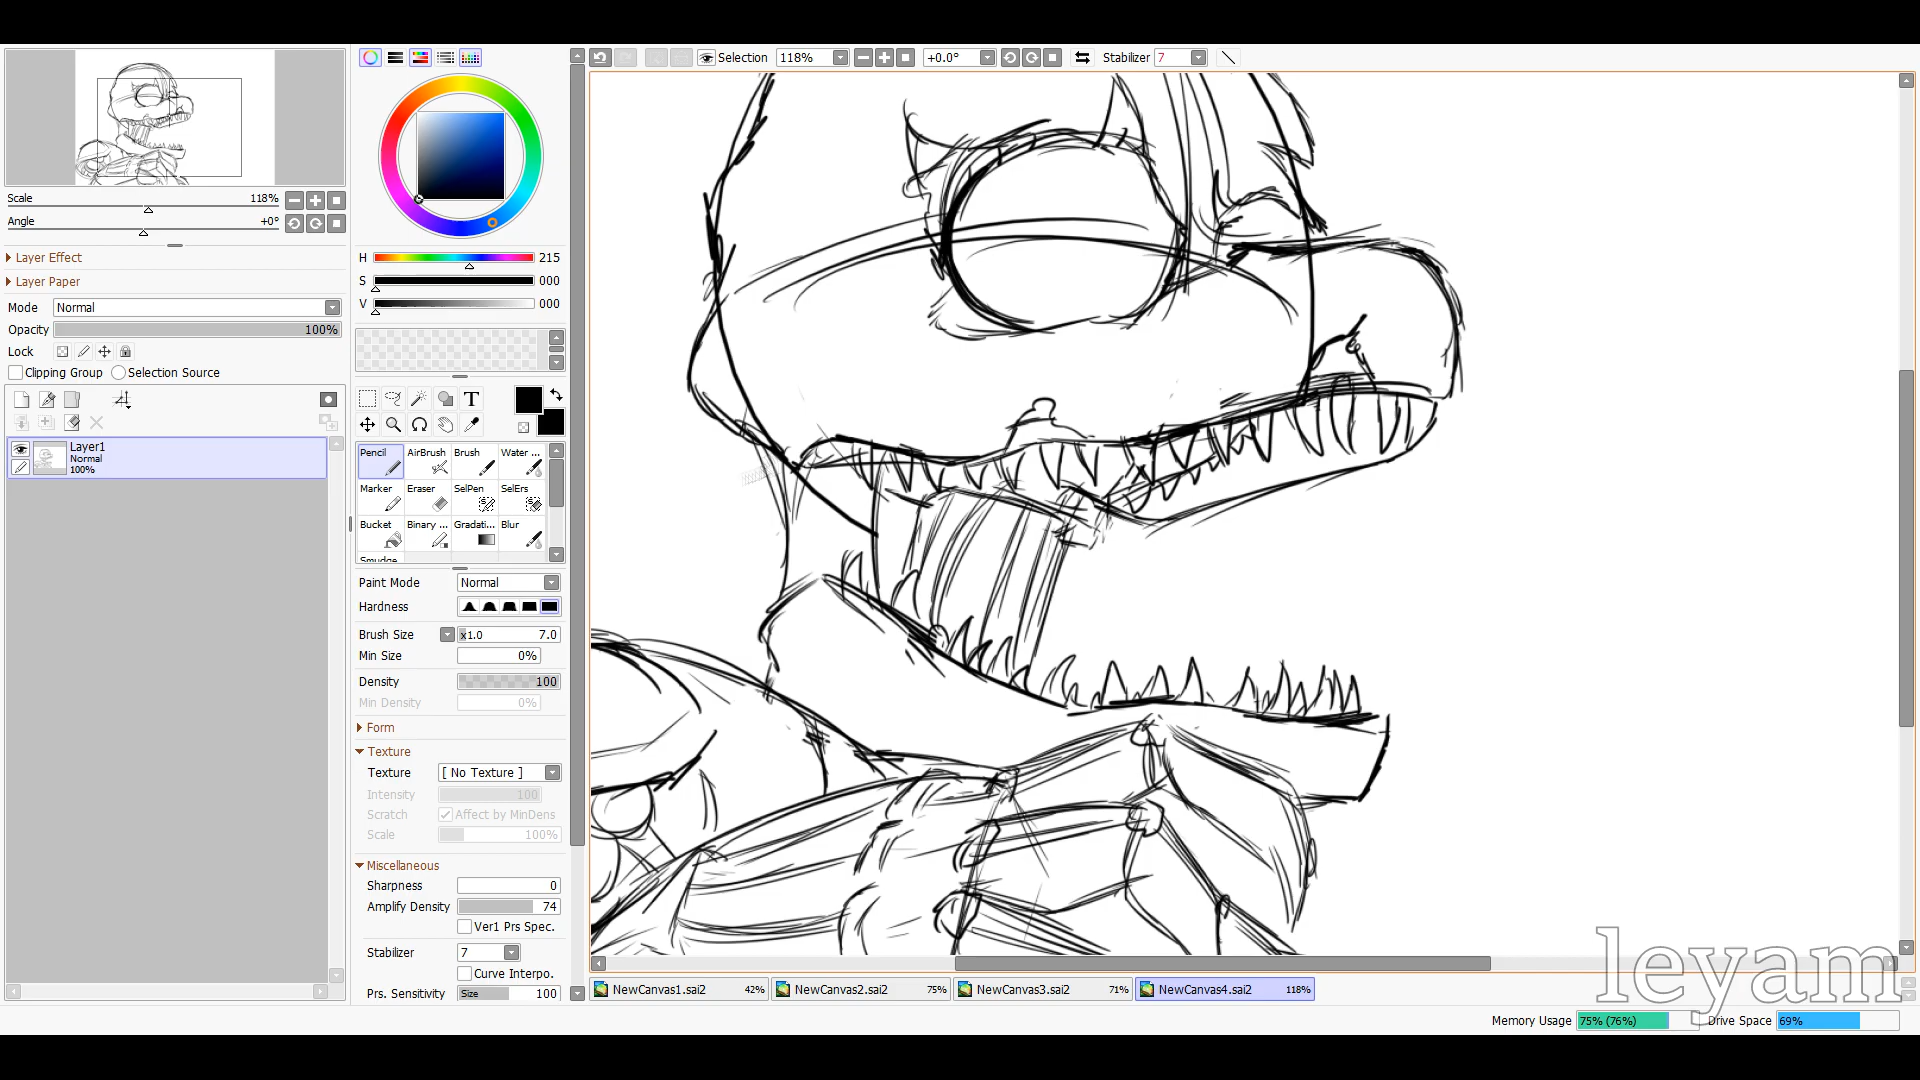 Selection 118% +0.0° Stabilizer 7
Scale 118%
Angle +0°
Layer Effect
Layer Paper
Mode Normal
Opacity 100%
Lock
Clipping Group Selection Source
Layer1
Normal
100%
H 215
S 000
V 000
T
Pencil AirBrush Brush Water ...
Marker Eraser SelPen SelErs
Bucket Binary ... Gradati... Blur
Smudge
Paint Mode Normal
Hardness
Brush Size x1.0 7.0
Min Size 0%
Density 100
Min Density 0%
Form
Texture
Texture [ No Texture ]
Intensity 100
Scratch Affect by MinDens
Scale 100%
Miscellaneous
Sharpness 0
Amplify Density 74
Ver1 Prs Spec.
Stabilizer 7
Curve Interpo.
Prs. Sensitivity Size 100
NewCanvas1.sai2 42% NewCanvas2.sai2 75% NewCanvas3.sai2 71% NewCanvas4.sai2 118%
leyam
Memory Usage 75% (76%) Drive Space 69%